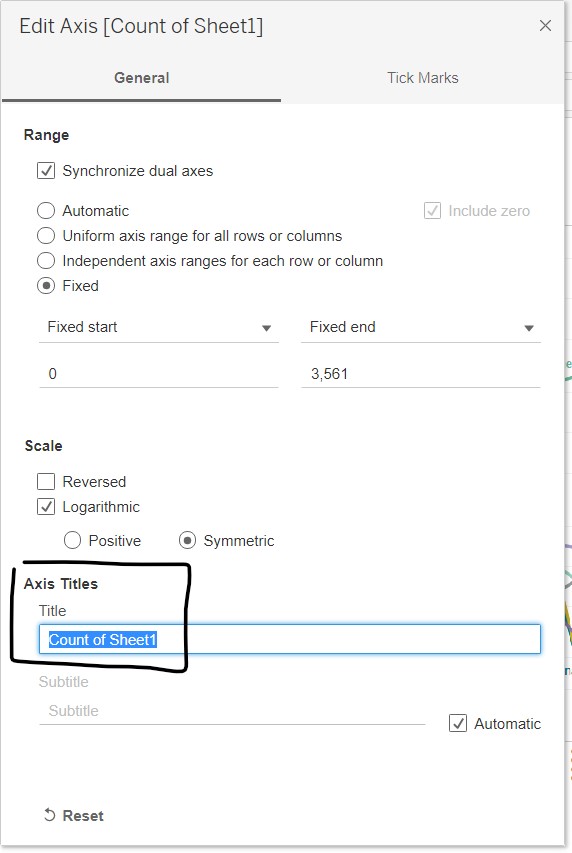 Edit Axis [Count of Sheet1]
General Tick Marks
Range
Synchronize dual axes
Automatic Include zero
Uniform axis range for all rows or columns
Independent axis ranges for each row or column
Fixed
Fixed start Fixed end
0 3,561
Scale
Reversed
Logarithmic
Positive Symmetric
Axis Titles
Title
Count of Sheet1
Subtitle
Subtitle
Automatic
Reset